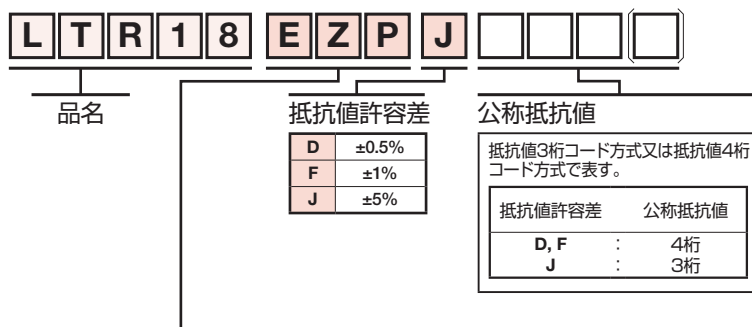 LTR18 EZP J
品名
抵抗値許容差
D ±0.5%
F ±1%
J ±5%
公称抵抗値
抵抗値3桁コード方式又は抵抗値4桁
コード方式で表す。
抵抗値許容差 公称抵抗値
D, F : 4桁
J : 3桁